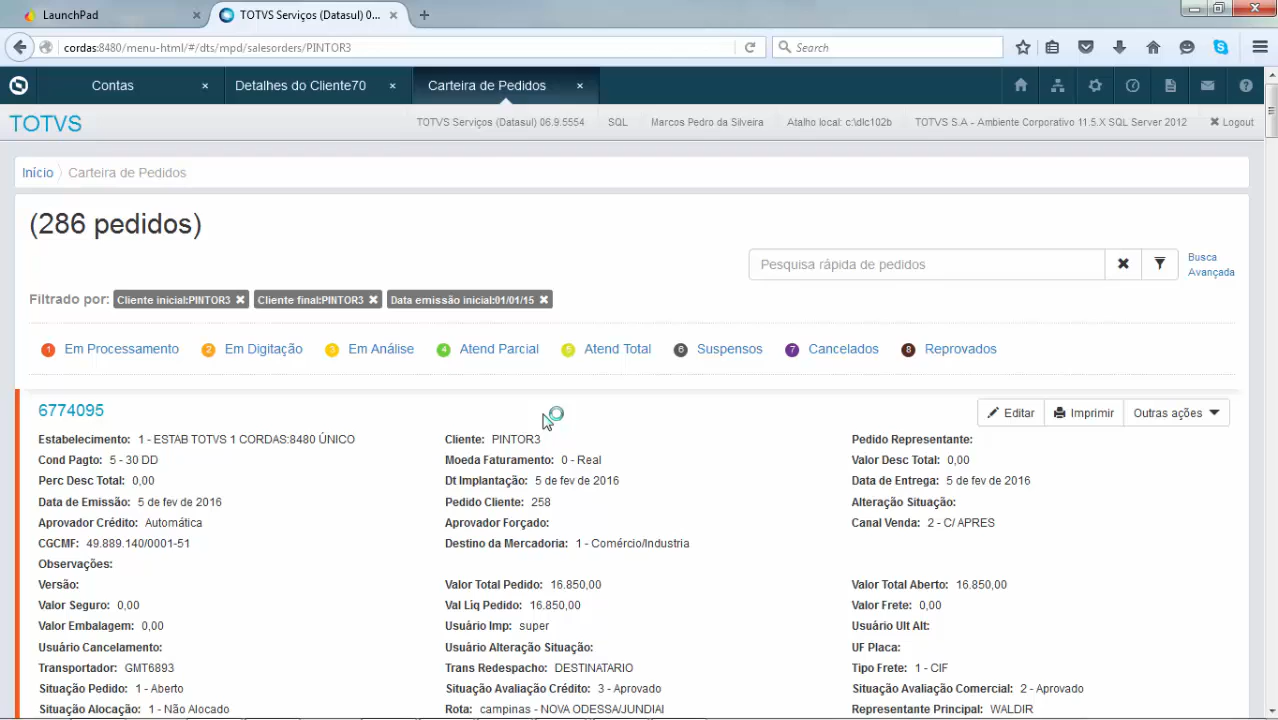 LaunchPad × TOTVS Serviços (Datasul) 0... × +
cordas:8480/menu-html/#/dts/mpd/salesorders/PINTOR3 Search
Contas × Detalhes do Cliente70 × Carteira de Pedidos ×
TOTVS TOTVS Serviços (Datasul) 06.9.5554 SQL Marcos Pedro da Silveira Atalho local: c:\dlc102b TOTVS S.A - Ambiente Corporativo 11.5.X SQL Server 2012 ✖ Logout
Início Carteira de Pedidos
(286 pedidos)
Pesquisa rápida de pedidos Busca
Avançada
Filtrado por: Cliente inicial:PINTOR3 ✖ Cliente final:PINTOR3 ✖ Data emissão inicial:01/01/15 ✖
1 Em Processamento 2 Em Digitação 3 Em Análise 4 Atend Parcial 5 Atend Total 6 Suspensos 7 Cancelados 8 Reprovados
6774095 Editar Imprimir Outras ações
Estabelecimento: 1 - ESTAB TOTVS 1 CORDAS:8480 ÚNICO Cliente: PINTOR3 Pedido Representante:
Cond Pagto: 5 - 30 DD Moeda Faturamento: 0 - Real Valor Desc Total: 0,00
Perc Desc Total: 0,00 Dt Implantação: 5 de fev de 2016 Data de Entrega: 5 de fev de 2016
Data de Emissão: 5 de fev de 2016 Pedido Cliente: 258 Alteração Situação:
Aprovador Crédito: Automática Aprovador Forçado: Canal Venda: 2 - C/ APRES
CGCMF: 49.889.140/0001-51 Destino da Mercadoria: 1 - Comércio/Industria
Observações:
Versão: Valor Total Pedido: 16.850,00 Valor Total Aberto: 16.850,00
Valor Seguro: 0,00 Val Líq Pedido: 16.850,00 Valor Frete: 0,00
Valor Embalagem: 0,00 Usuário Imp: super Usuário Ult Alt:
Usuário Cancelamento: Usuário Alteração Situação: UF Placa:
Transportador: GMT6893 Trans Redespacho: DESTINATARIO Tipo Frete: 1 - CIF
Situação Pedido: 1 - Aberto Situação Avaliação Crédito: 3 - Aprovado Situação Avaliação Comercial: 2 - Aprovado
Situação Alocação: 1 - Não Alocado Rota: campinas - NOVA ODESSA/JUNDIAI Representante Principal: WALDIR